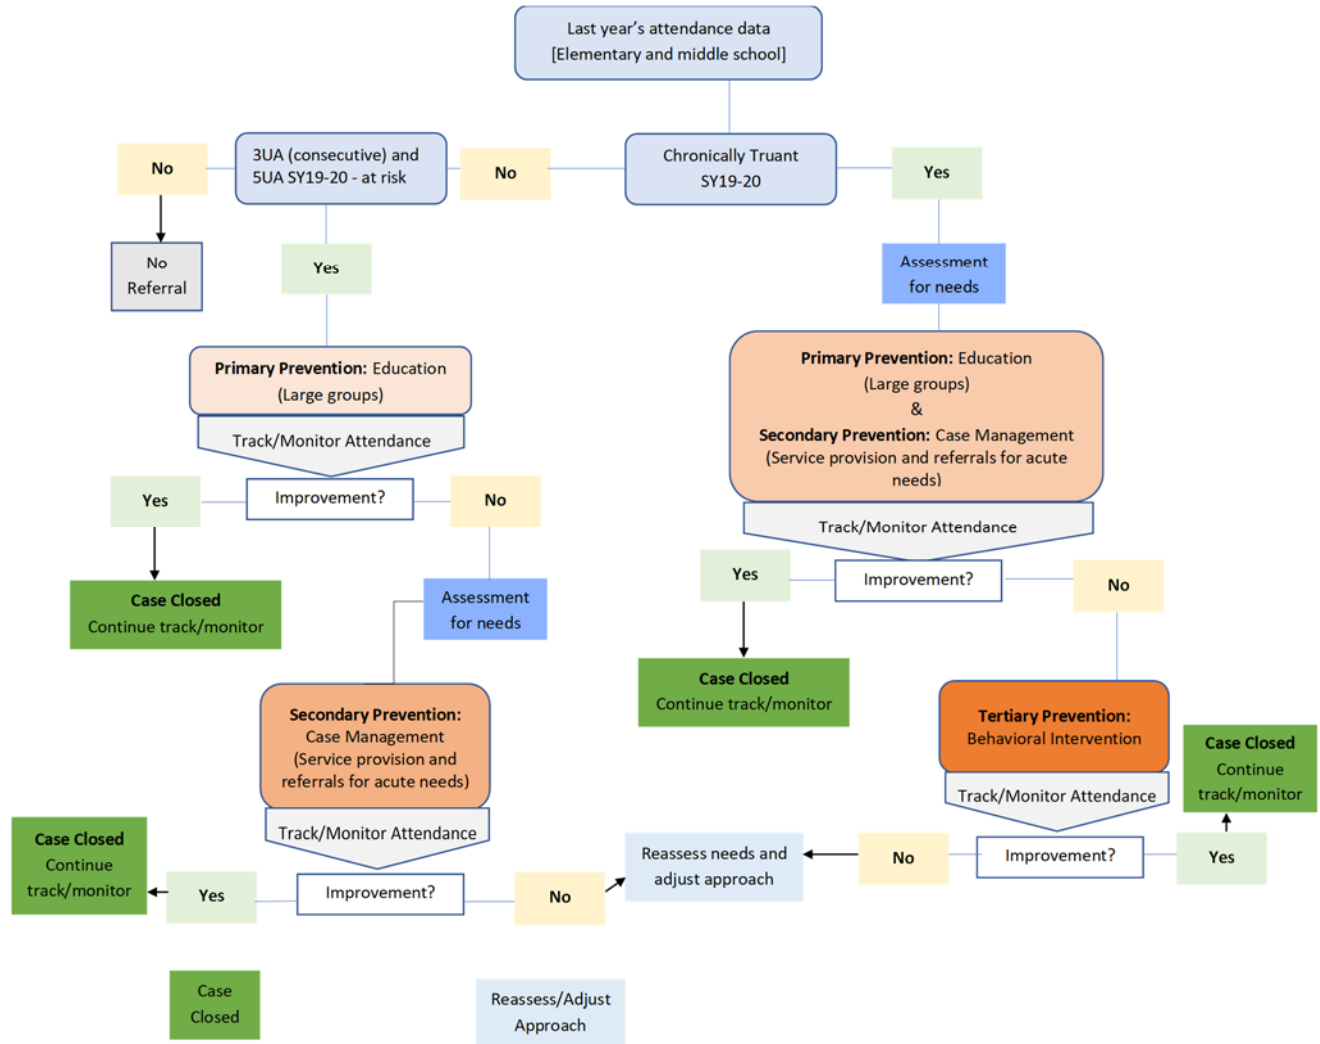 Last year's attendance data
[Elementary and middle school]
No
3UA (consecutive) and
5UA SY19-20 - at risk
No
Chronically Truant
SY19-20
Yes
No
Referral
Yes
Assessment
for needs
Primary Prevention: Education
(Large groups)
Track/Monitor Attendance
Primary Prevention: Education
(Large groups)
&
Secondary Prevention: Case Management
(Service provision and referrals for acute
needs)
Track/Monitor Attendance
Yes
Improvement?
No
Yes
Improvement?
No
Case Closed
Continue track/monitor
Assessment
for needs
Case Closed
Continue track/monitor
Secondary Prevention:
Case Management
(Service provision and
referrals for acute needs)
Track/Monitor Attendance
Tertiary Prevention:
Behavioral Intervention
Track/Monitor Attendance
Case Closed
Continue
track/monitor
Case Closed
Continue
track/monitor
Yes
Improvement?
No
Reassess needs and
adjust approach
No
Improvement?
Yes
Case
Closed
Reassess/Adjust
Approach